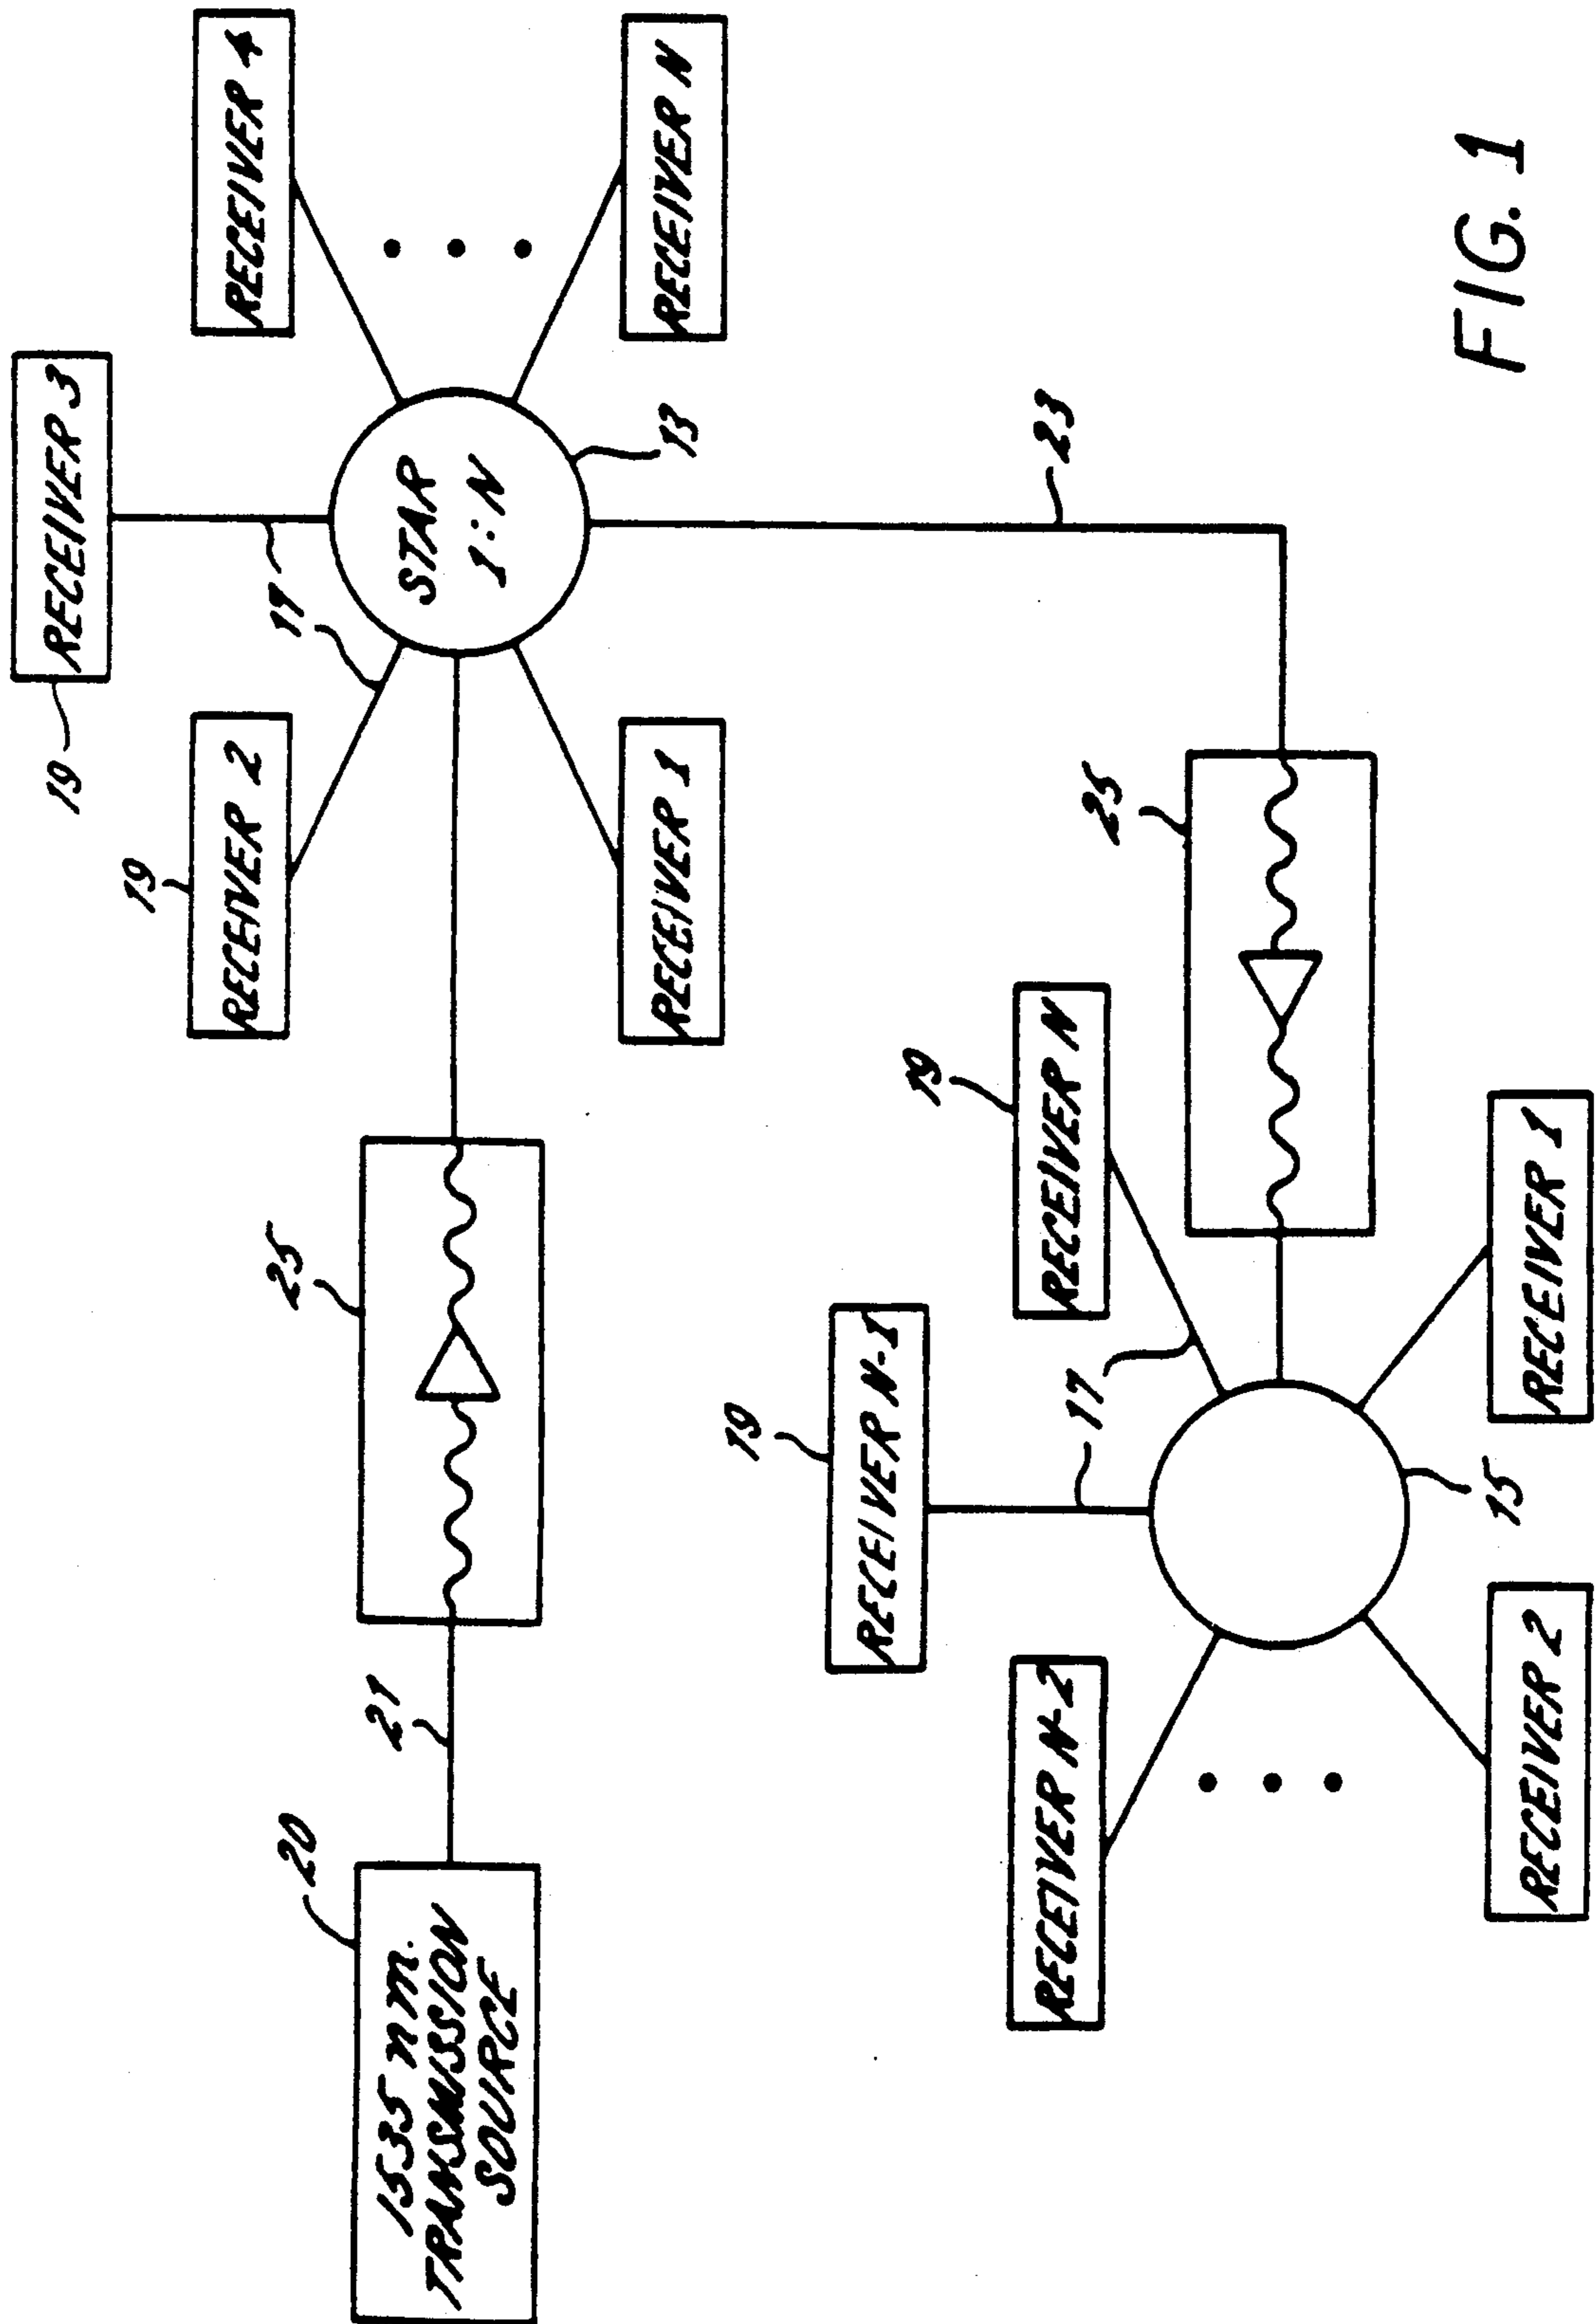 19
RECEIVER 3
19
RECEIVER 2
17
RECEIVER 4
20
1535 nm.
TRANSMISSION
SOURCE
21
25
STAR
1:N
13
RECEIVER 1
RECEIVER N
23
19
RECEIVER N-1
19
RECEIVER N
25
RECEIVER N-2
17
15
RECEIVER 2
RECEIVER 1
FIG. 1